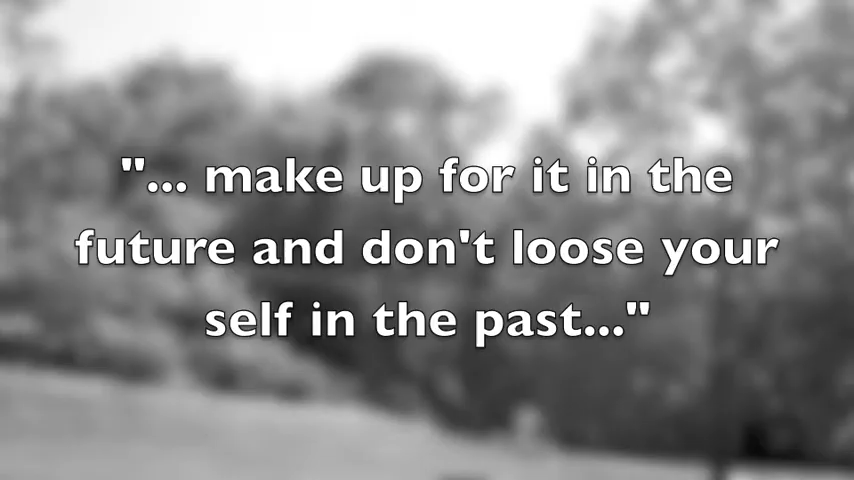 "... make up for it in the
future and don't loose your
self in the past..."